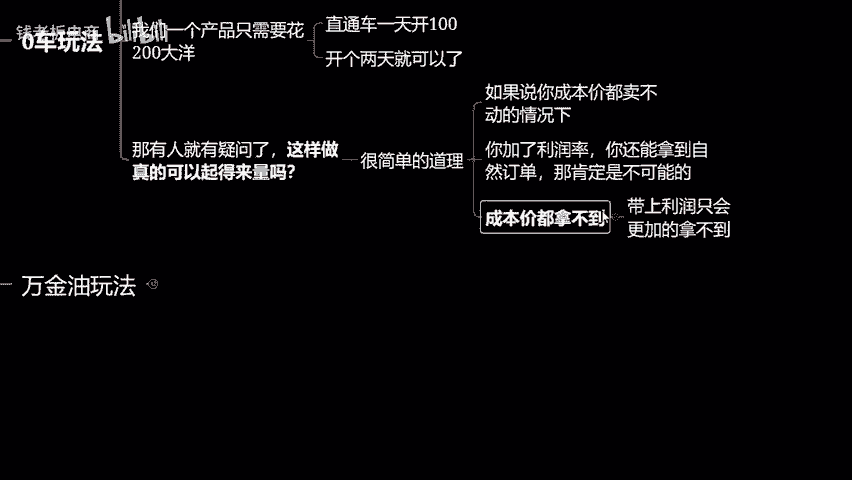 钱老板电商 bilibili
0车玩法
我们一个产品只需要花
200大洋
直通车一天开100
开个两天就可以了
那有人就有疑问了，这样做
真的可以起得来量吗？
很简单的道理
如果说你成本价都卖不
动的情况下
你加了利润率，你还能拿到自
然订单，那肯定是不可能的
成本价都拿不到
带上利润只会
更加的拿不到
万金油玩法